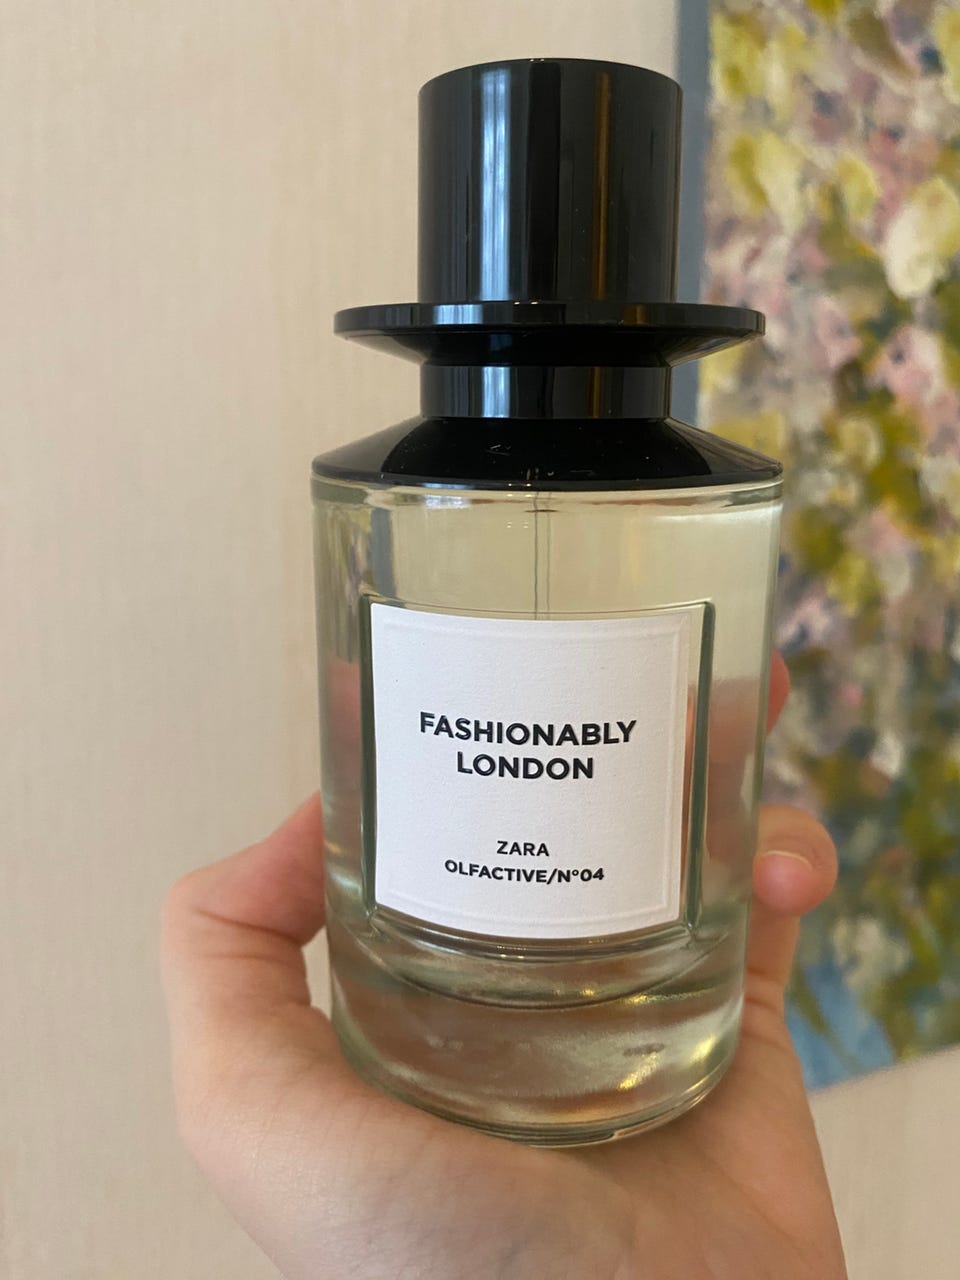 FASHIONABLY
LONDON
ZARA
OLFACTIVE/N°04